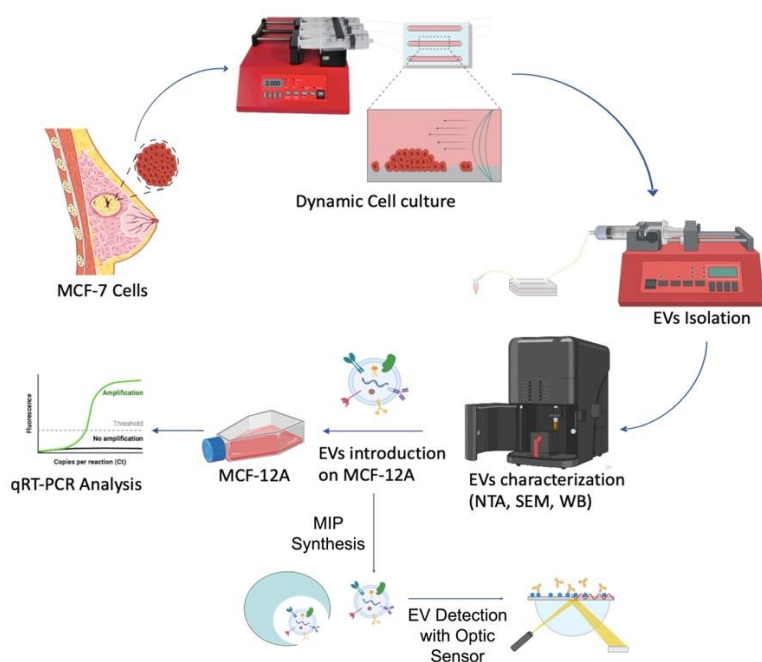 2.000
Dynamic Cell culture
MCF-7 Cells
EVs Isolation
EVs characterization
(NTA, SEM, WB)
EVs introduction
on MCF-12A
MCF-12A
Fluorescence
Amplification
Threshold
No amplification
Copies per reaction (Ct)
qRT-PCR Analysis
MIP
Synthesis
EV Detection
with Optic
Sensor